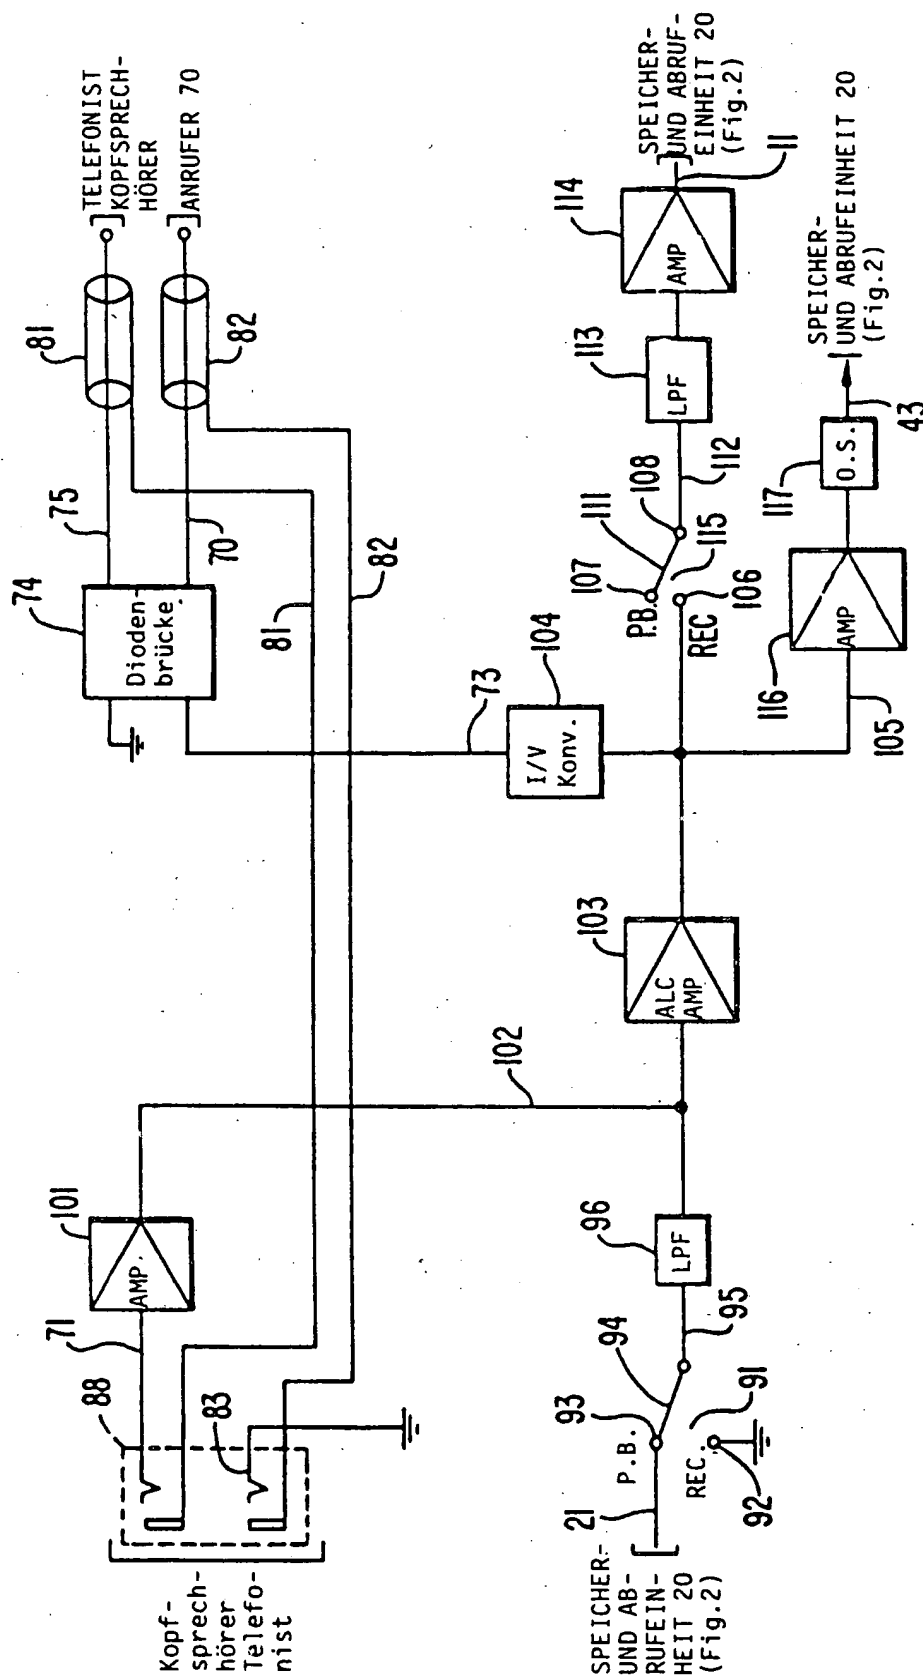 Kopf-
sprech-
hörer
Telefo-
nist
88
71
101
AMP.
83
81
82
102
74
Dioden-
brücke
75
70
81
82
TELEFONIST
KOPFSPRECH-
HÖRER
ANRUFER 70
73
104
I/V
Konv.
SPEICHER-
UND AB-
RUFEIN-
HEIT 20
(Fig.2)
21
P.B.
93
REC.
92
91
94
95
96
LPF
103
ALC
AMP
P.B.
107
REC
106
111
115
108
112
113
LPF
114
AMP
11
SPEICHER-
UND ABRUF-
EINHEIT 20
(Fig.2)
105
116
AMP
117
O.S.
43
SPEICHER-
UND ABRUFEINHEIT 20
(Fig.2)